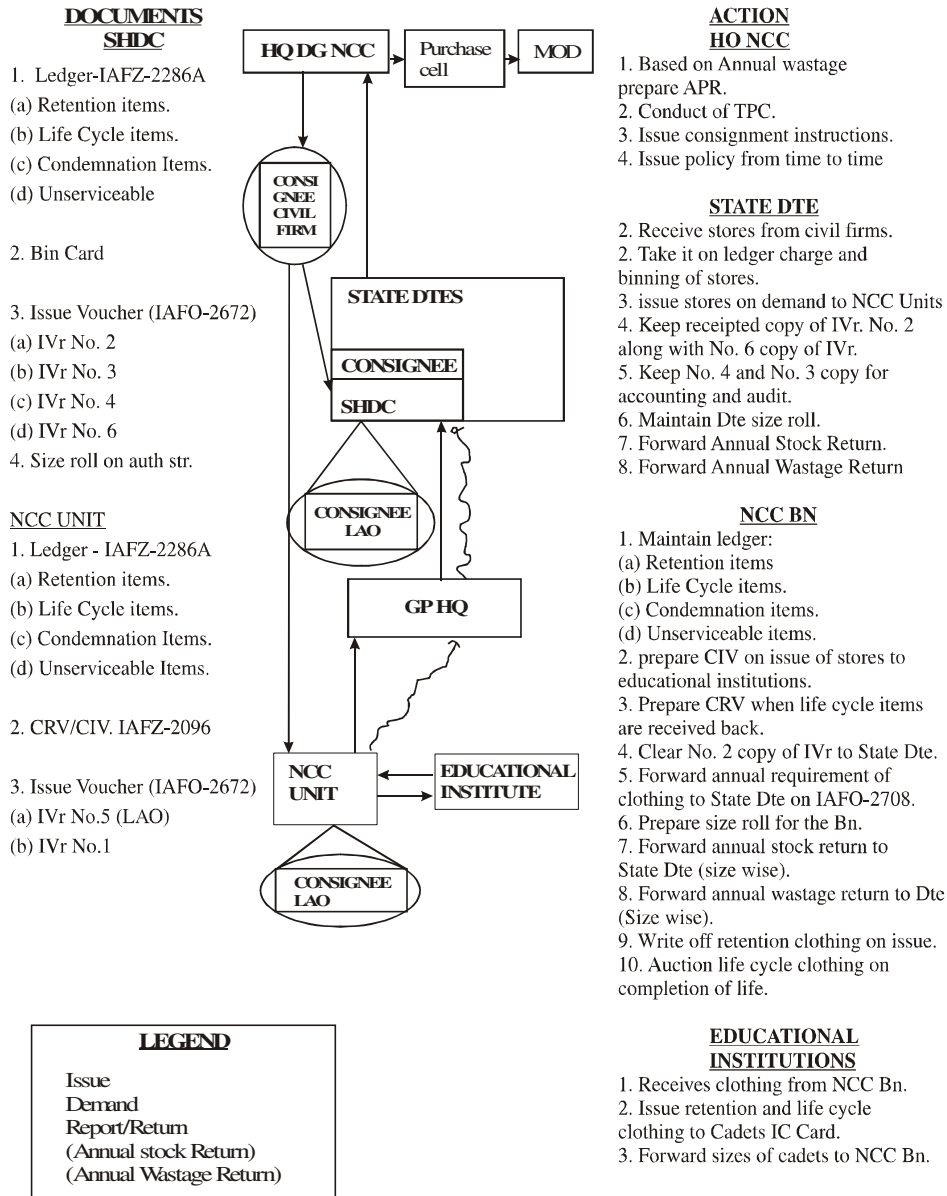 DOCUMENTS
SHDC
1. Ledger-IAFZ-2286A
(a) Retention items.
(b) Life Cycle items.
(c) Condemnation Items.
(d) Unserviceable
2. Bin Card
3. Issue Voucher (IAFO-2672)
(a) IVr No. 2
(b) IVr No. 3
(c) IVr No. 4
(d) IVr No. 6
4. Size roll on auth str.
NCC UNIT
1. Ledger - IAFZ-2286A
(a) Retention items.
(b) Life Cycle items.
(c) Condemnation Items.
(d) Unserviceable Items.
2. CRV/CIV. IAFZ-2096
3. Issue Voucher (IAFO-2672)
(a) IVr No.5 (LAO)
(b) IVr No.1
HQ DG NCC
Purchase
cell
MOD
CONSI
GNEE
CIVIL
FIRM
STATE DTES
CONSIGNEE
SHDC
CONSIGNEE
LAO
GP HQ
NCC
UNIT
EDUCATIONAL
INSTITUTE
CONSIGNEE
LAO
LEGEND
Issue
Demand
Report/Return
(Annual stock Return)
(Annual Wastage Return)
ACTION
HO NCC
1. Based on Annual wastage
prepare APR.
2. Conduct of TPC.
3. Issue consignment instructions.
4. Issue policy from time to time
STATE DTE
2. Receive stores from civil firms.
2. Take it on ledger charge and
binning of stores.
3. issue stores on demand to NCC Units
4. Keep receipted copy of IVr. No. 2
along with No. 6 copy of IVr.
5. Keep No. 4 and No. 3 copy for
accounting and audit.
6. Maintain Dte size roll.
7. Forward Annual Stock Return.
8. Forward Annual Wastage Return
NCC BN
1. Maintain ledger:
(a) Retention items
(b) Life Cycle items.
(c) Condemnation items.
(d) Unserviceable items.
2. prepare CIV on issue of stores to
educational institutions.
3. Prepare CRV when life cycle items
are received back.
4. Clear No. 2 copy of IVr to State Dte.
5. Forward annual requirement of
clothing to State Dte on IAFO-2708.
6. Prepare size roll for the Bn.
7. Forward annual stock return to
State Dte (size wise).
8. Forward annual wastage return to Dte
(Size wise).
9. Write off retention clothing on issue.
10. Auction life cycle clothing on
completion of life.
EDUCATIONAL
INSTITUTIONS
1. Receives clothing from NCC Bn.
2. Issue retention and life cycle
clothing to Cadets IC Card.
3. Forward sizes of cadets to NCC Bn.